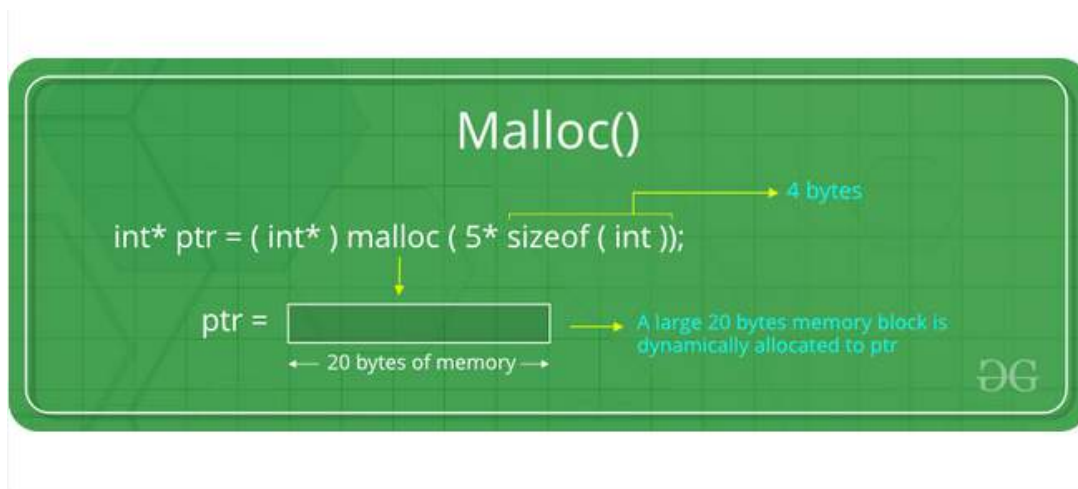 Malloc()
4 bytes
int* ptr = ( int* ) malloc ( 5* sizeof ( int ));
ptr =
A large 20 bytes memory block is
dynamically allocated to ptr
20 bytes of memory